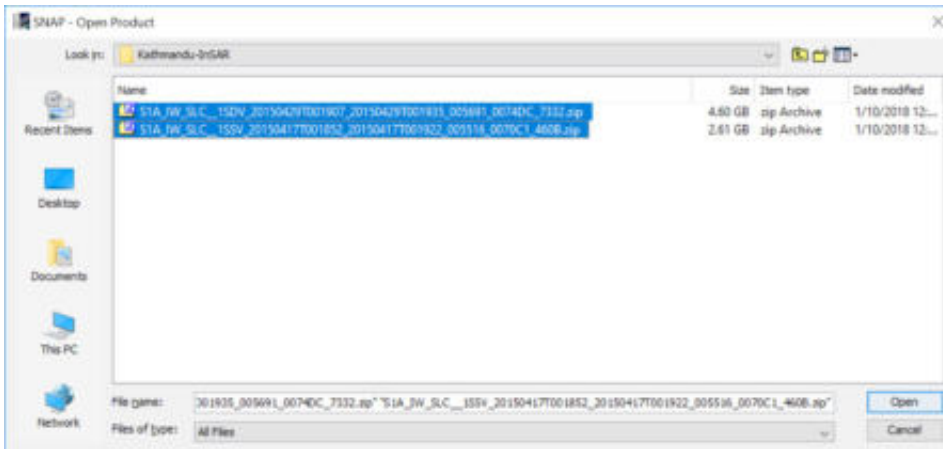 SNAP - Open Product
Look in: Kathmandu-InSAR
Name Size Item type Date modified
S1A_IW_SLC__1SDV_20150429T001907_20150429T001935_005691_0074DC_7332.zip 4.60 GB zip Archive 1/10/2018 12:...
S1A_IW_SLC__1SSV_20150417T001852_20150417T001922_005516_0070C1_460B.zip 2.61 GB zip Archive 1/10/2018 12:...
Recent Items
Desktop
Documents
This PC
Network
File name: 001935_005691_0074DC_7332.zip" "S1A_IW_SLC__1SSV_20150417T001852_20150417T001922_005516_0070C1_460B.zip" Open
Files of type: All Files Cancel